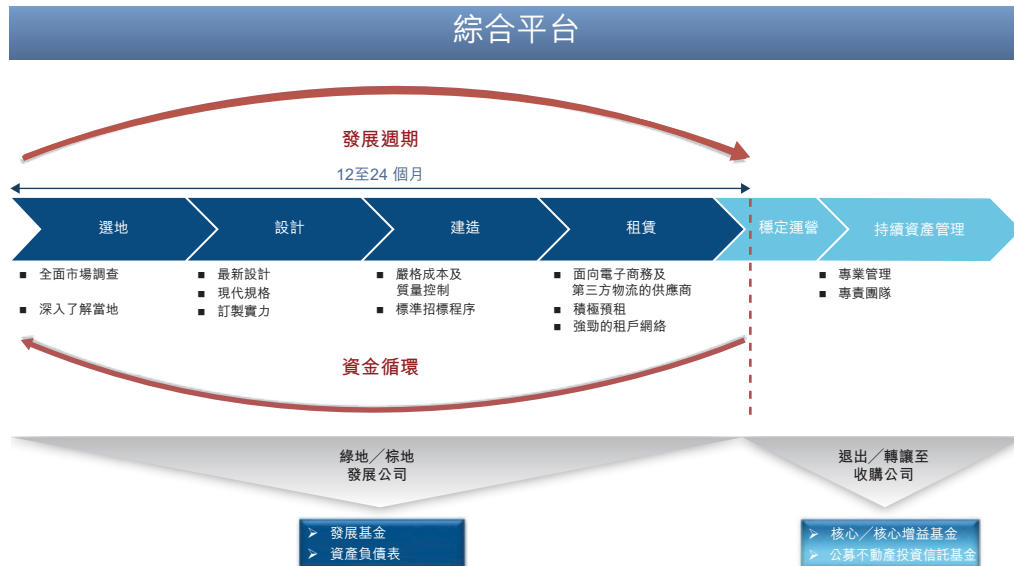 綜合平台
發展週期
12至24 個月
選地
設計
建造
租賃
穩定運營
持續資產管理
■ 全面市場調查
■ 深入了解當地
■ 最新設計
■ 現代規格
■ 訂製實力
■ 嚴格成本及
質量控制
■ 標準招標程序
■ 面向電子商務及
第三方物流的供應商
■ 積極預租
■ 強勁的租戶網絡
■ 專業管理
■ 專責團隊
資金循環
綠地／棕地
發展公司
退出／轉讓至
收購公司
➢ 發展基金
➢ 資產負債表
➢ 核心／核心增益基金
➢ 公募不動產投資信託基金